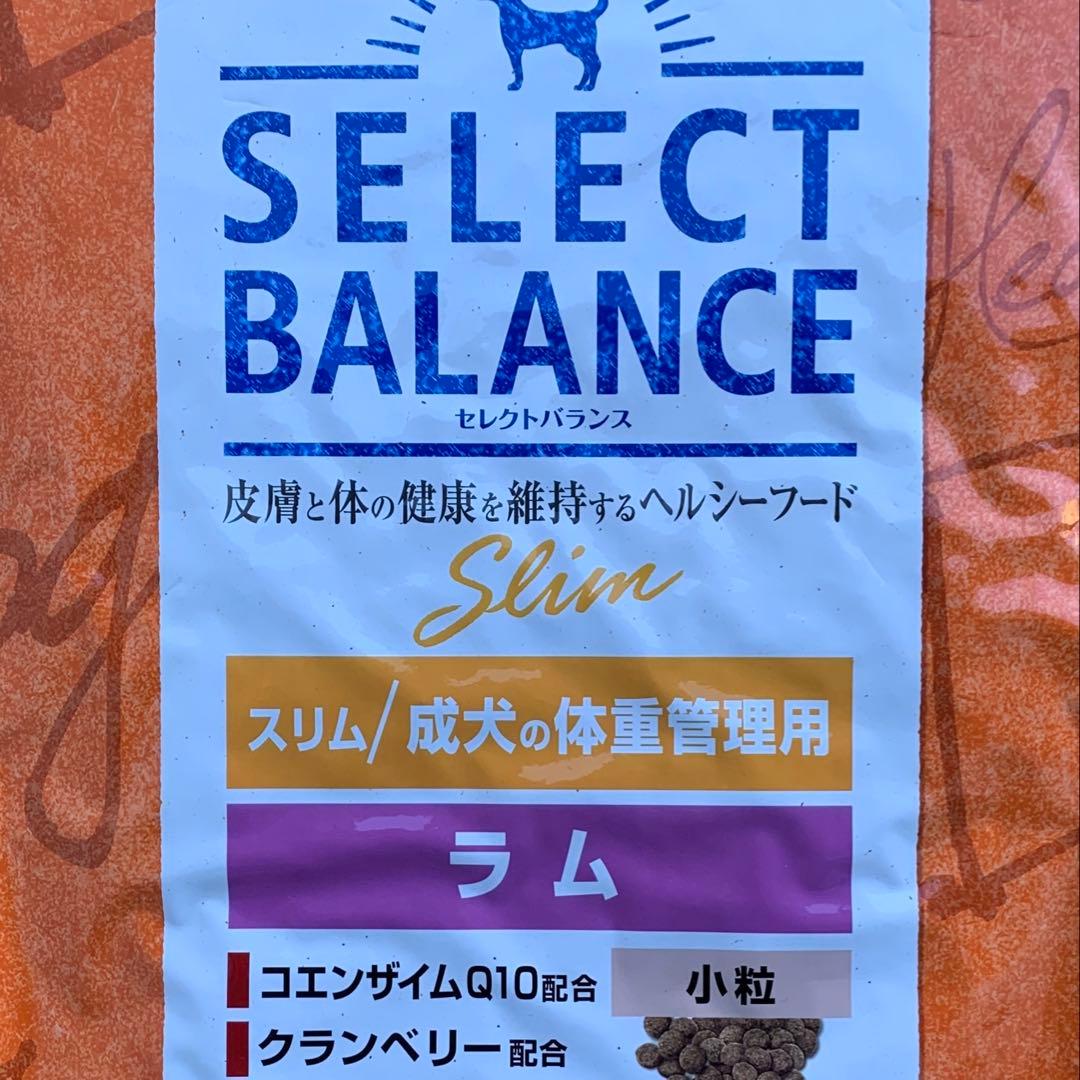 SELECT
BALANCE
セレクトバランス
皮膚と体の健康を維持するヘルシーフード
Slim
スリム/成犬の体重管理用
ラム
コエンザイムQ10配合
小粒
クランベリー配合